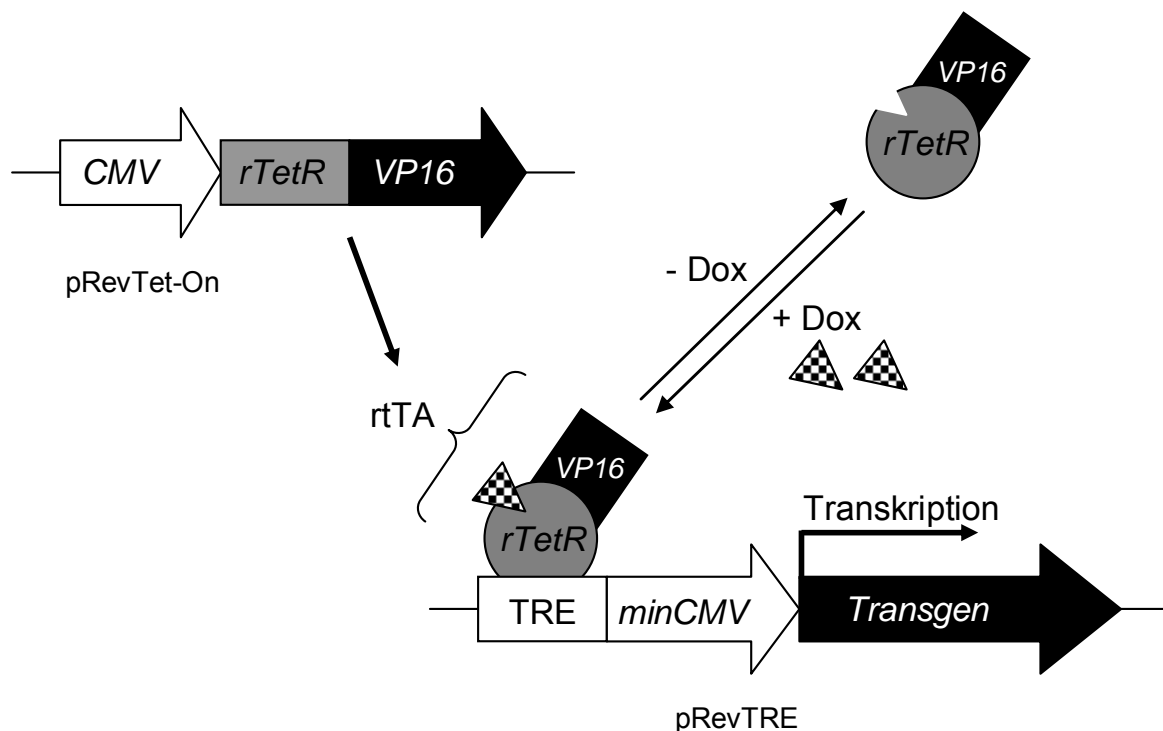 VP16
rTetR
CMV
rTetR
VP16
pRevTet-On
- Dox
+ Dox
rtTA
VP16
rTetR
Transkription
TRE
minCMV
Transgen
pRevTRE